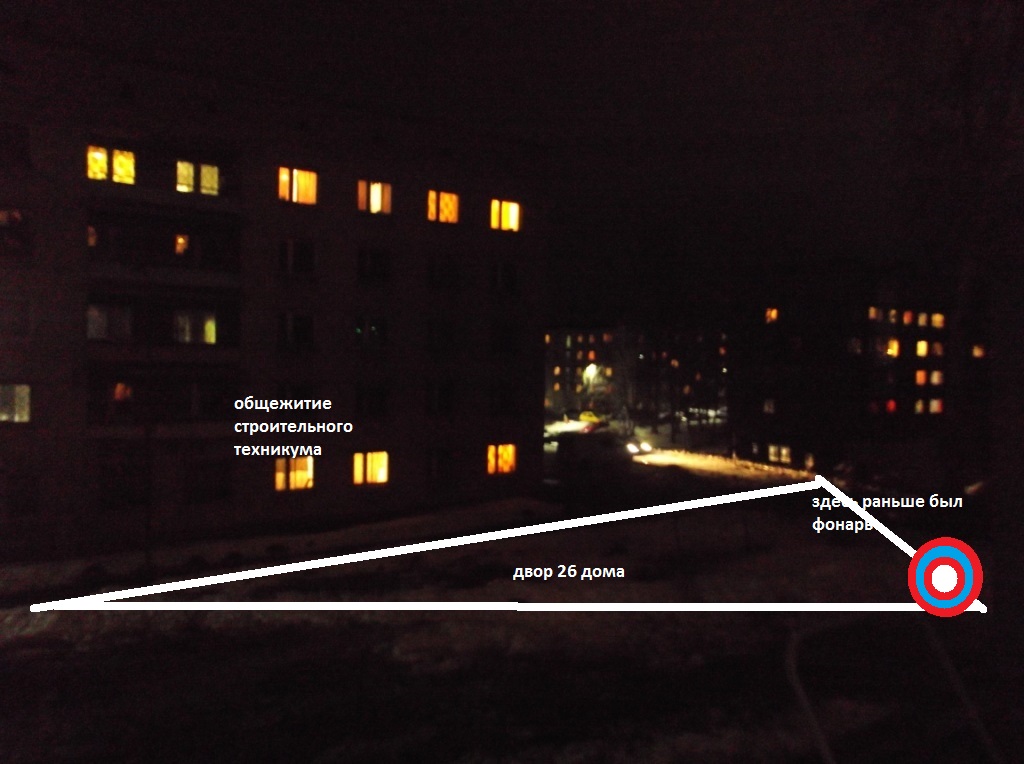 общежитие
строительного
техникума
здесь раньше был
фонарь
двор 26 дома